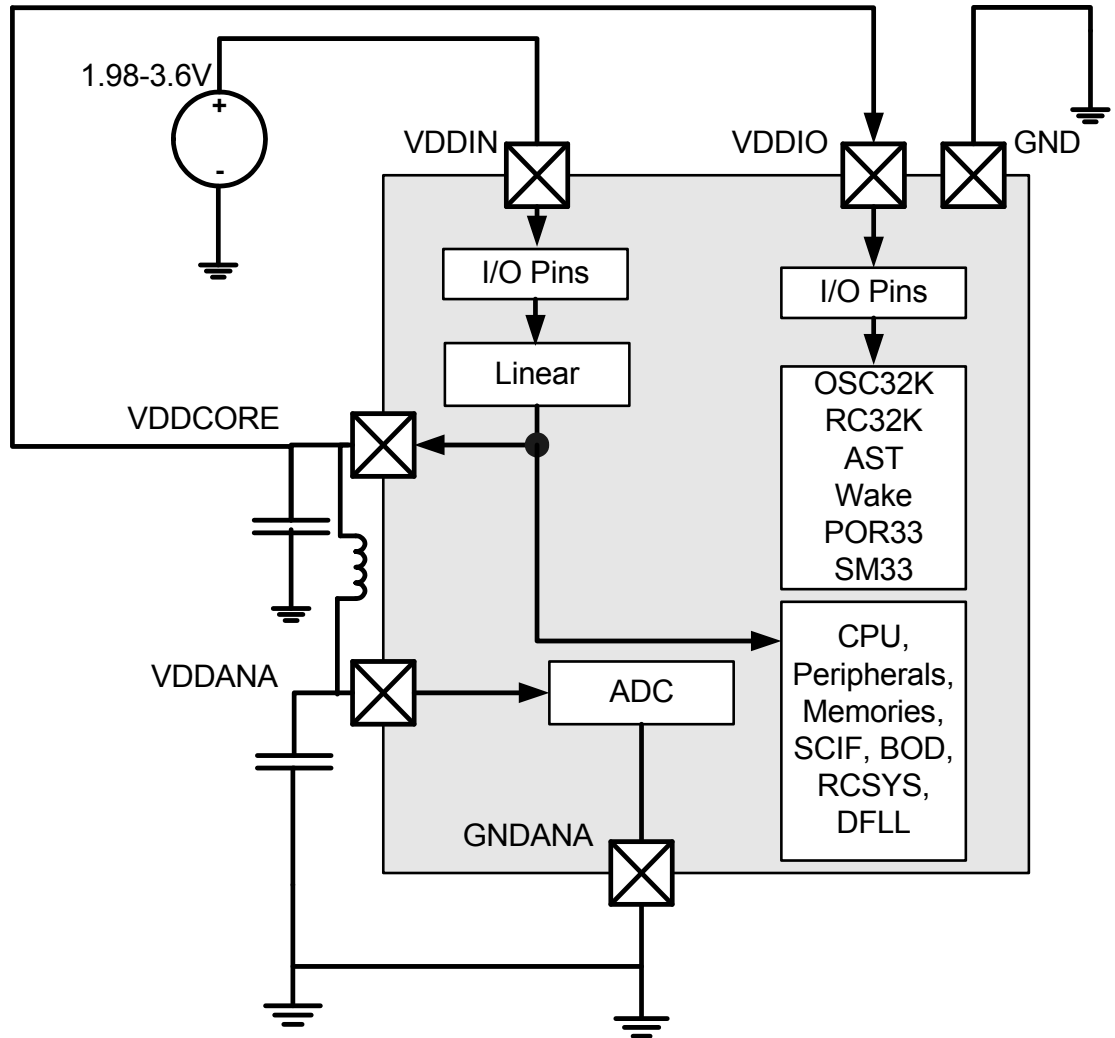 1.98-3.6V
+
-
VDDIN
VDDIO
GND
I/O Pins
I/O Pins
Linear
OSC32K
RC32K
AST
Wake
POR33
SM33
VDDCORE
CPU,
Peripherals,
Memories,
SCIF, BOD,
RCSYS,
DFLL
VDDANA
ADC
GNDANA